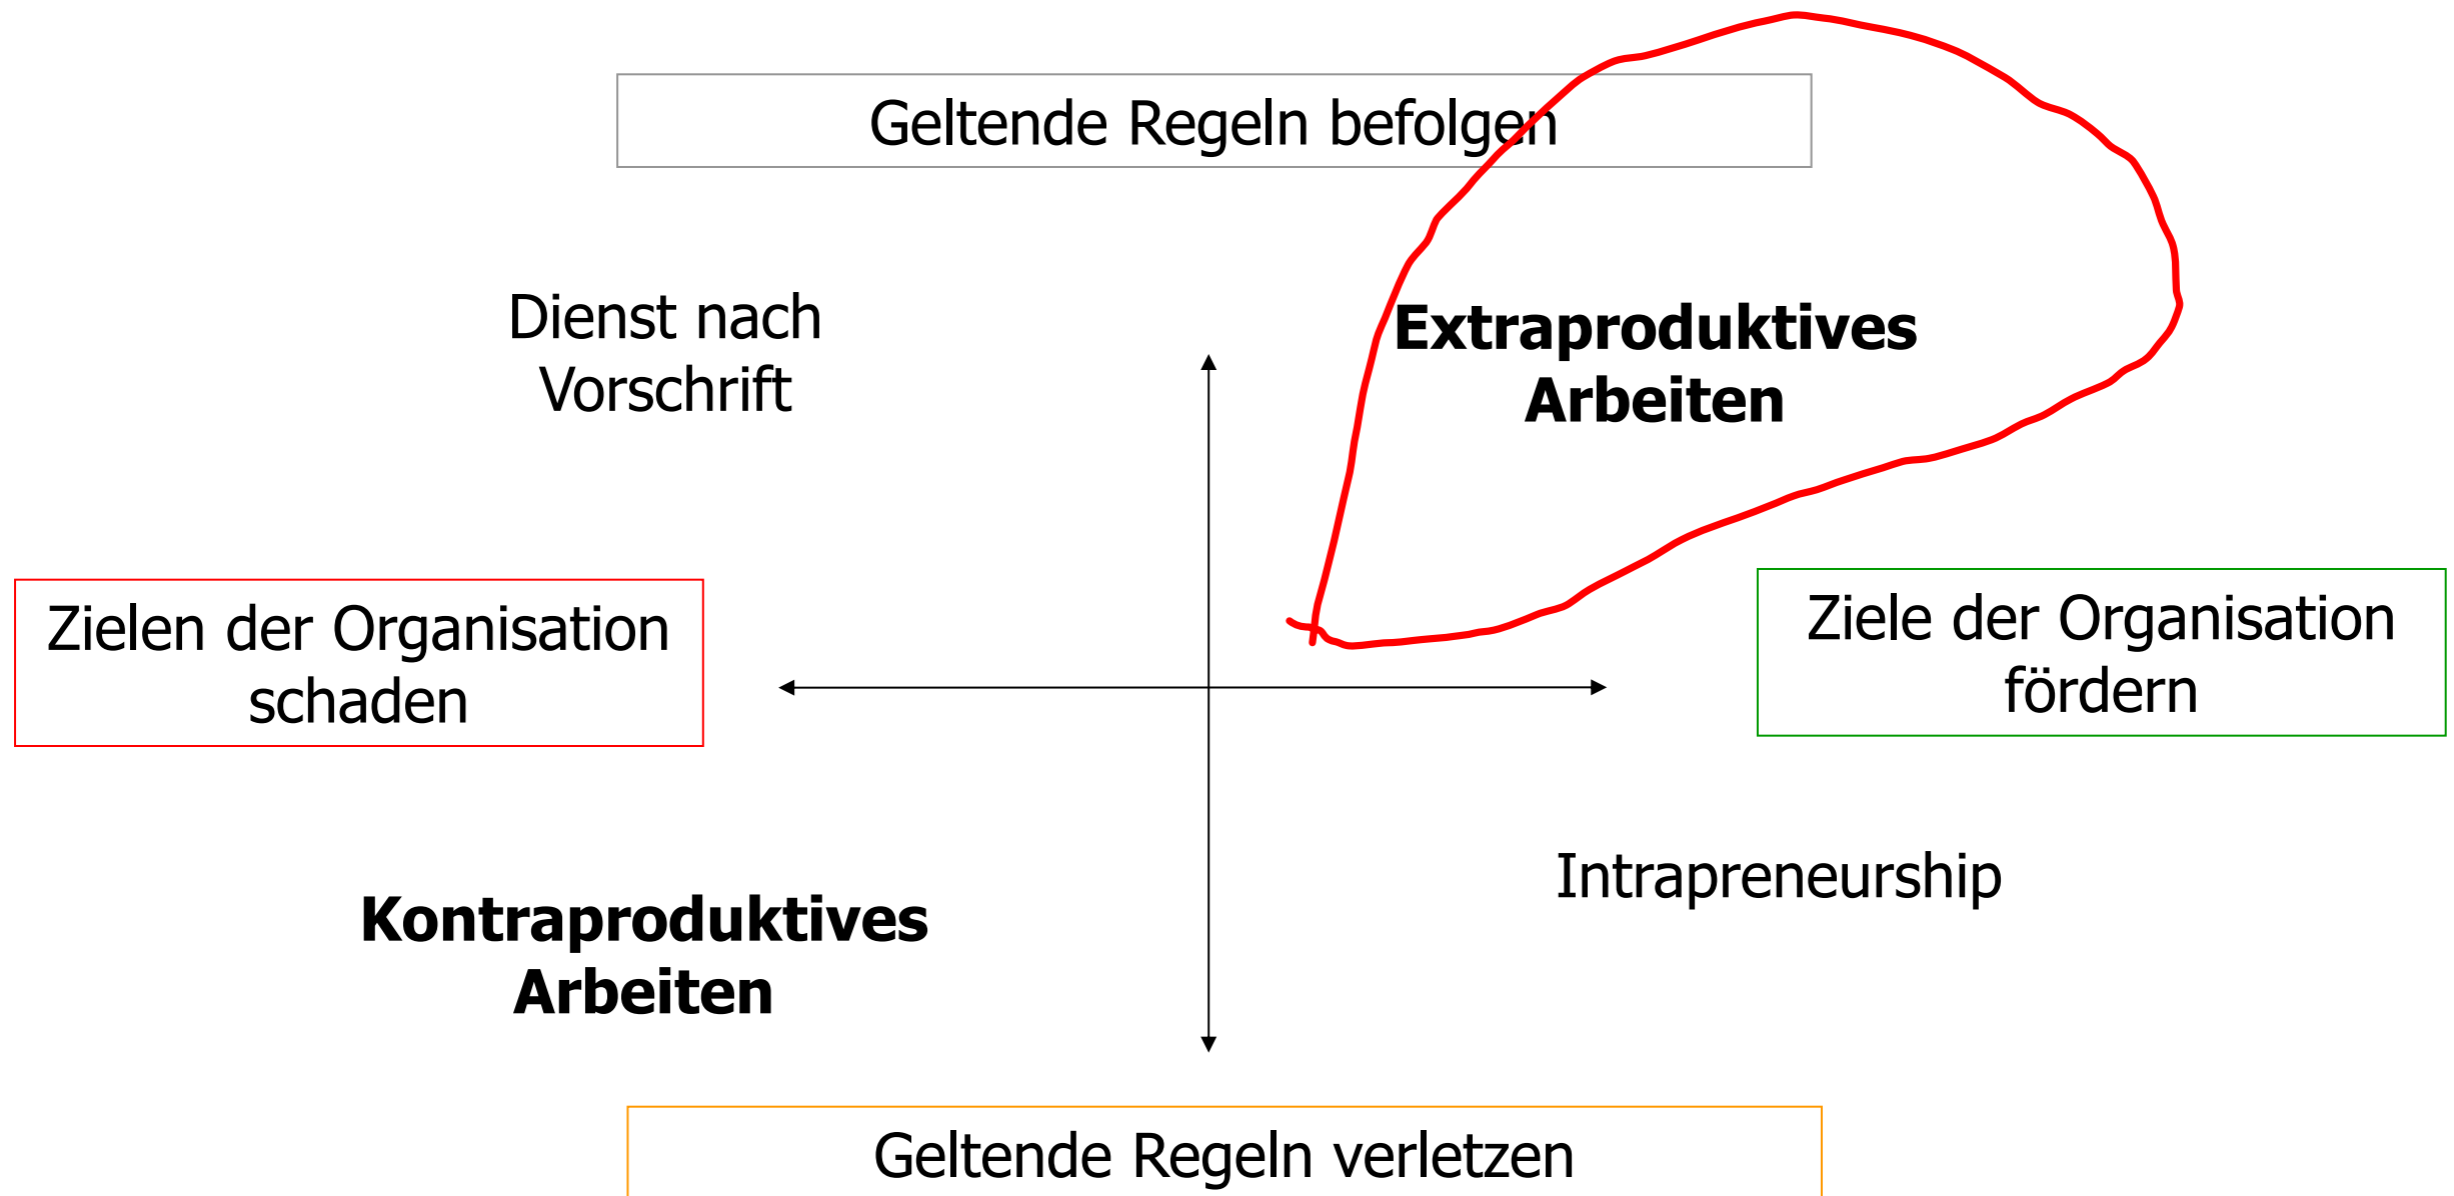 Geltende Regeln befolgen
Dienst nach
Vorschrift
Extraproduktives
Arbeiten
Zielen der Organisation
schaden
Ziele der Organisation
fördern
Kontraproduktives
Arbeiten
Intrapreneurship
Geltende Regeln verletzen